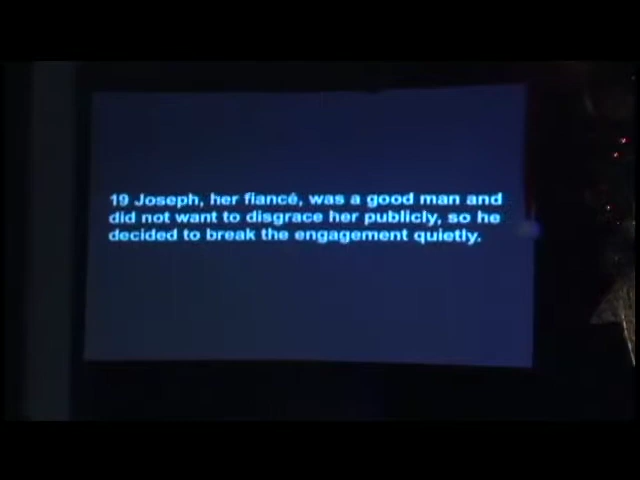 19 Joseph, her fiancé, was a good man and
did not want to disgrace her publicly, so he
decided to break the engagement quietly.